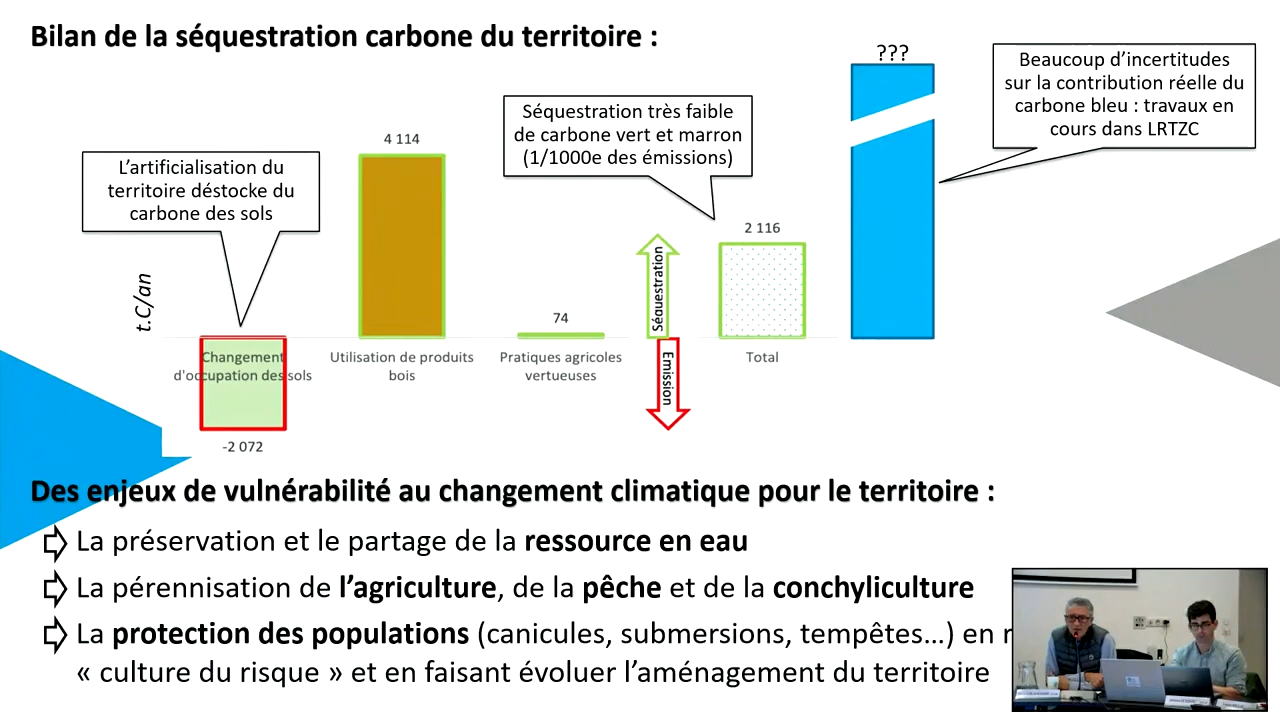 Bilan de la séquestration carbone du territoire :
???
Beaucoup d’incertitudes
sur la contribution réelle du
carbone bleu : travaux en
cours dans LRTZC
Séquestration très faible
de carbone vert et marron
(1/1000e des émissions)
4 114
L’artificialisation du
territoire déstocke du
carbone des sols
2 116
t.C/an
Séquestration
74
Changement
d'occupation des sols
Utilisation de produits
bois
Pratiques agricoles
vertueuses
Emission
Total
-2 072
Des enjeux de vulnérabilité au changement climatique pour le territoire :
La préservation et le partage de la ressource en eau
La pérennisation de l’agriculture, de la pêche et de la conchyliculture
La protection des populations (canicules, submersions, tempêtes…) en
« culture du risque » et en faisant évoluer l’aménagement du territoire